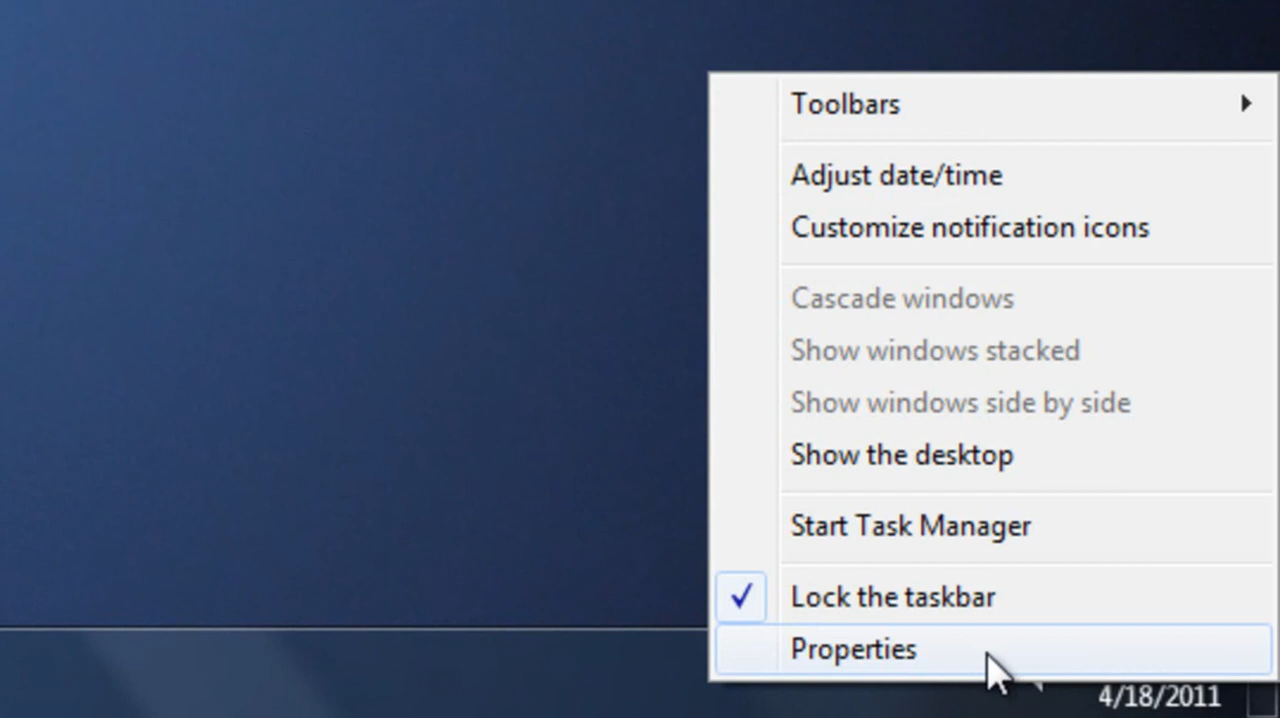 Toolbars
Adjust date/time
Customize notification icons
Cascade windows
Show windows stacked
Show windows side by side
Show the desktop
Start Task Manager
Lock the taskbar
Properties
4/18/2011